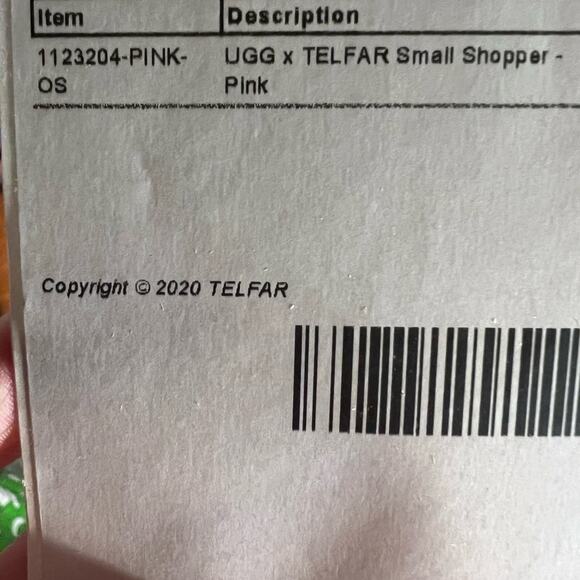 Item Description
1123204-PINK- UGG x TELFAR Small Shopper -
OS Pink
Copyright © 2020 TELFAR